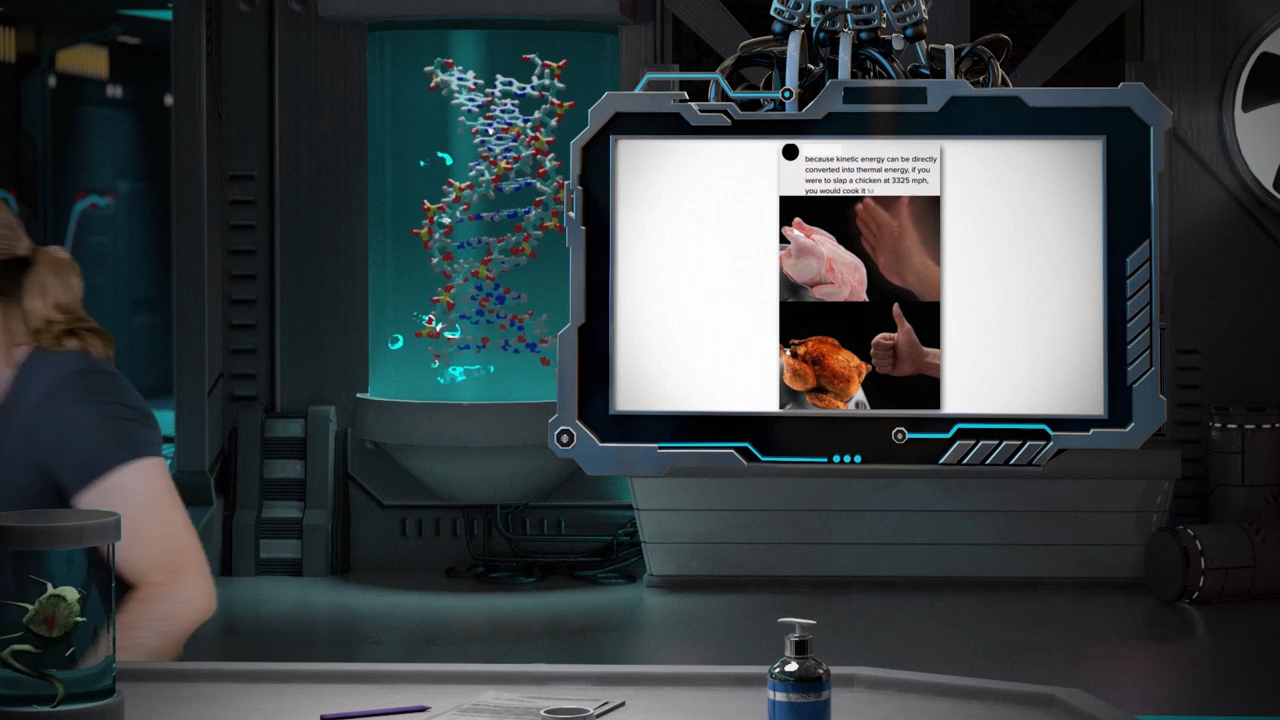 because kinetic energy can be directly
converted into thermal energy, if you
were to slap a chicken at 3325 mph,
you would cook it 1d